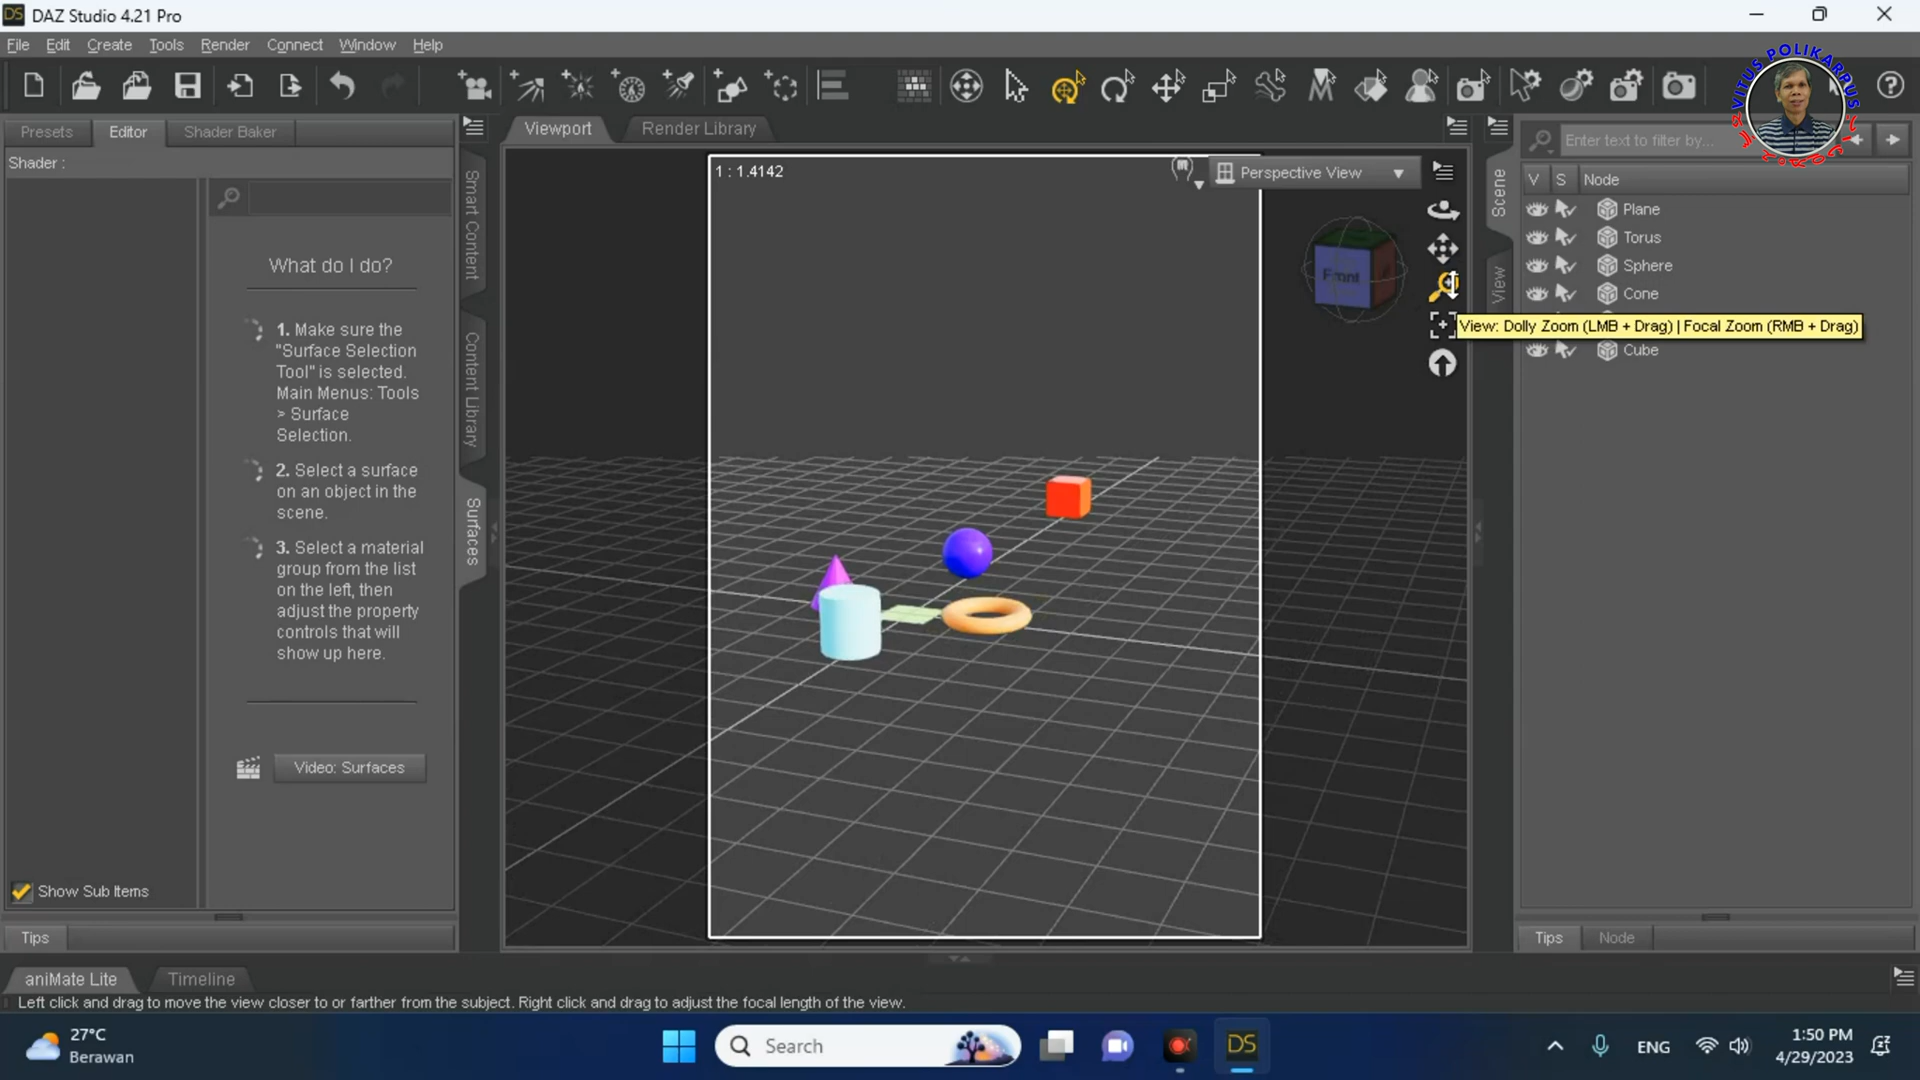 DS DAZ Studio 4.21 Pro
File Edit Create Tools Render Connect Window Help
VITUS POLIKARPUS
Presets Editor Shader Baker
Viewport Render Library
Enter text to filter by...
Shader :
1 : 1.4142
Perspective View
V S Node
Smart Content
Content Library
Surfaces
Scene
View
Plane
Torus
Sphere
Cone
Cube
Front
View: Dolly Zoom (LMB + Drag) | Focal Zoom (RMB + Drag)
What do I do?
1. Make sure the
"Surface Selection
Tool" is selected.
Main Menus: Tools
> Surface
Selection.
2. Select a surface
on an object in the
scene.
3. Select a material
group from the list
on the left, then
adjust the property
controls that will
show up here.
Video: Surfaces
Show Sub Items
Tips
Tips Node
aniMate Lite Timeline
Left click and drag to move the view closer to or farther from the subject. Right click and drag to adjust the focal length of the view.
27°C
Berawan
Search
DS
ENG
1:50 PM
4/29/2023